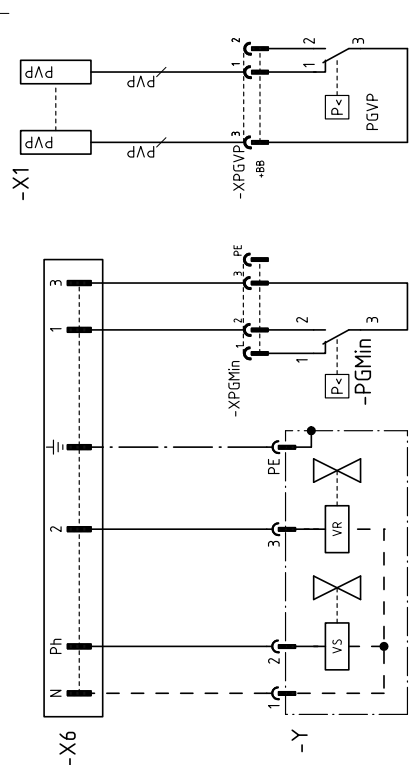 PVP
PVP
2
1
2
1
3
P<
PGVP
PVP
PVP
3
-XPGVP
+BB
-X1
3
1
PE
3
2
1
-XPGMin
2
1
3
P<
-PGMin
2
Ph
N
-X6
PE
3
2
1
VR
VS
-Y